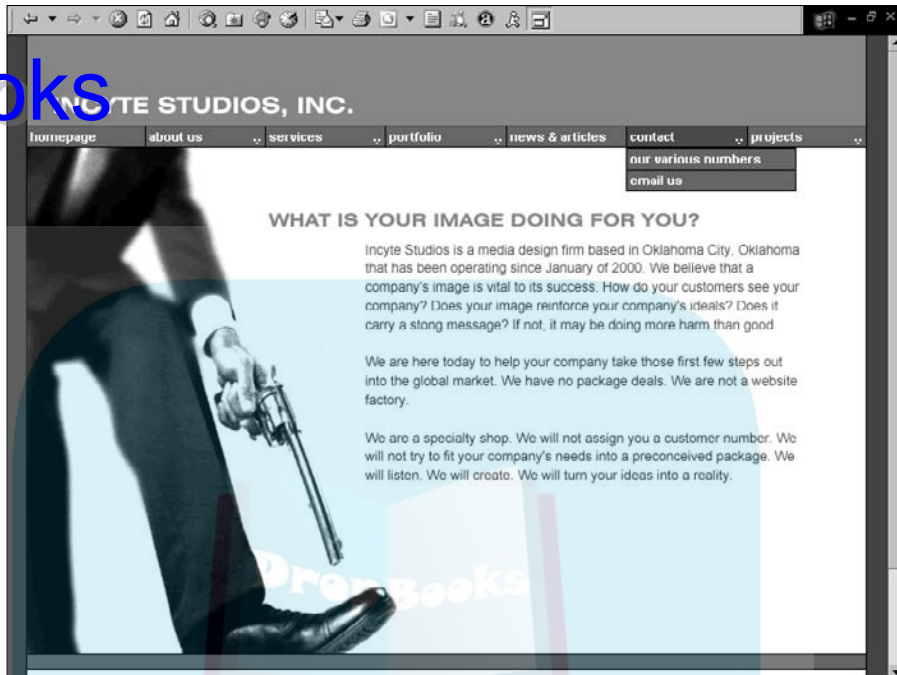 oks
INCYTE STUDIOS, INC.
homepage about us services portfolio news & articles contact projects
our various numbers
email us
WHAT IS YOUR IMAGE DOING FOR YOU?
Incyte Studios is a media design firm based in Oklahoma City, Oklahoma
that has been operating since January of 2000. We believe that a
company's image is vital to its success. How do your customers see your
company? Does your image reinforce your company's ideals? Does it
carry a stong message? If not, it may be doing more harm than good
We are here today to help your company take those first few steps out
into the global market. We have no package deals. We are not a website
factory.
We are a specialty shop. We will not assign you a customer number. We
will not try to fit your company's needs into a preconceived package. We
will listen. We will create. We will turn your ideas into a reality.
DropBooks